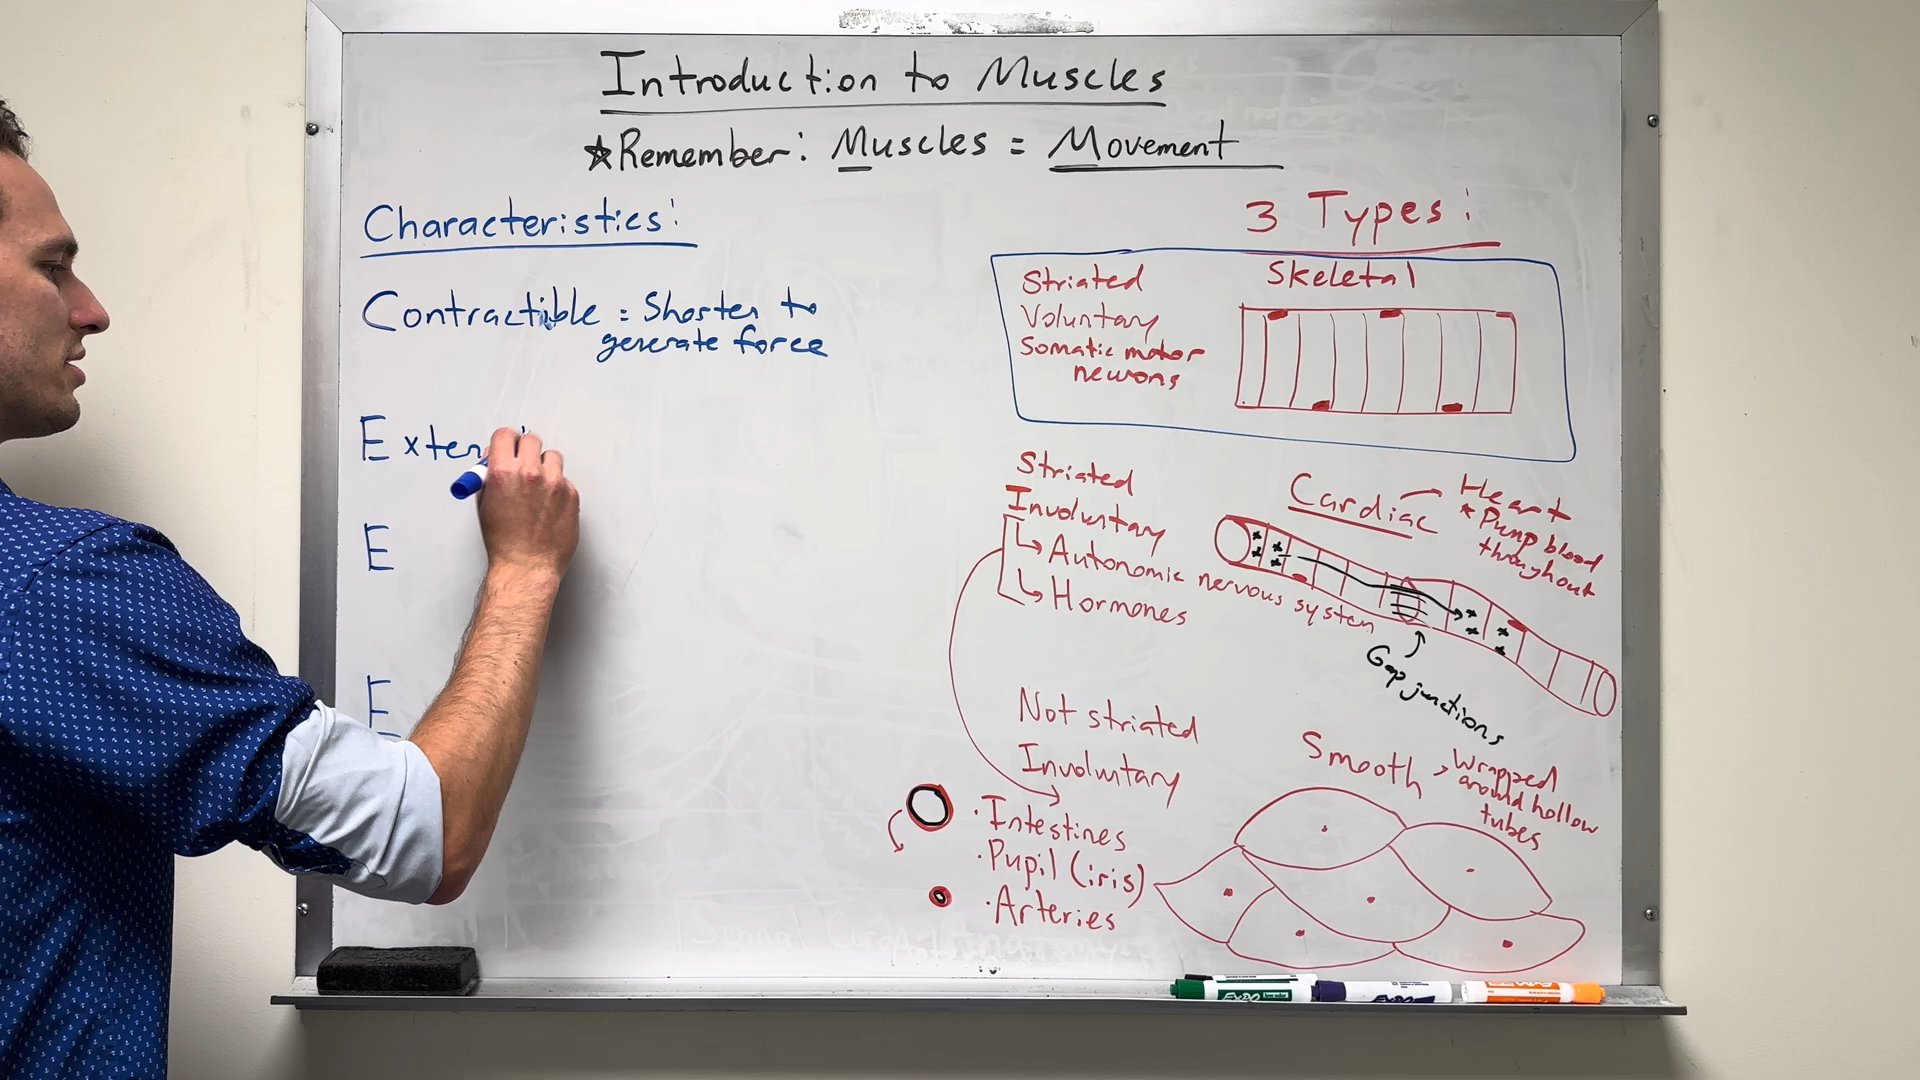 Introduction to Muscles
★Remember: Muscles = Movement
Characteristics:
Contractible = Shorten to
generate force
Exten
E
E
3 Types:
Skeletal
Striated
Voluntary
Somatic motor
neurons
Striated
Involuntary
↳ Autonomic nervous system
↳ Hormones
Cardiac – Heart
* Pump blood
throughout
Gap junctions
Not striated
Involuntary
· Intestines
· Pupil (iris)
· Arteries
Smooth > Wrapped
around hollow
tubes
EXPO
EXPO